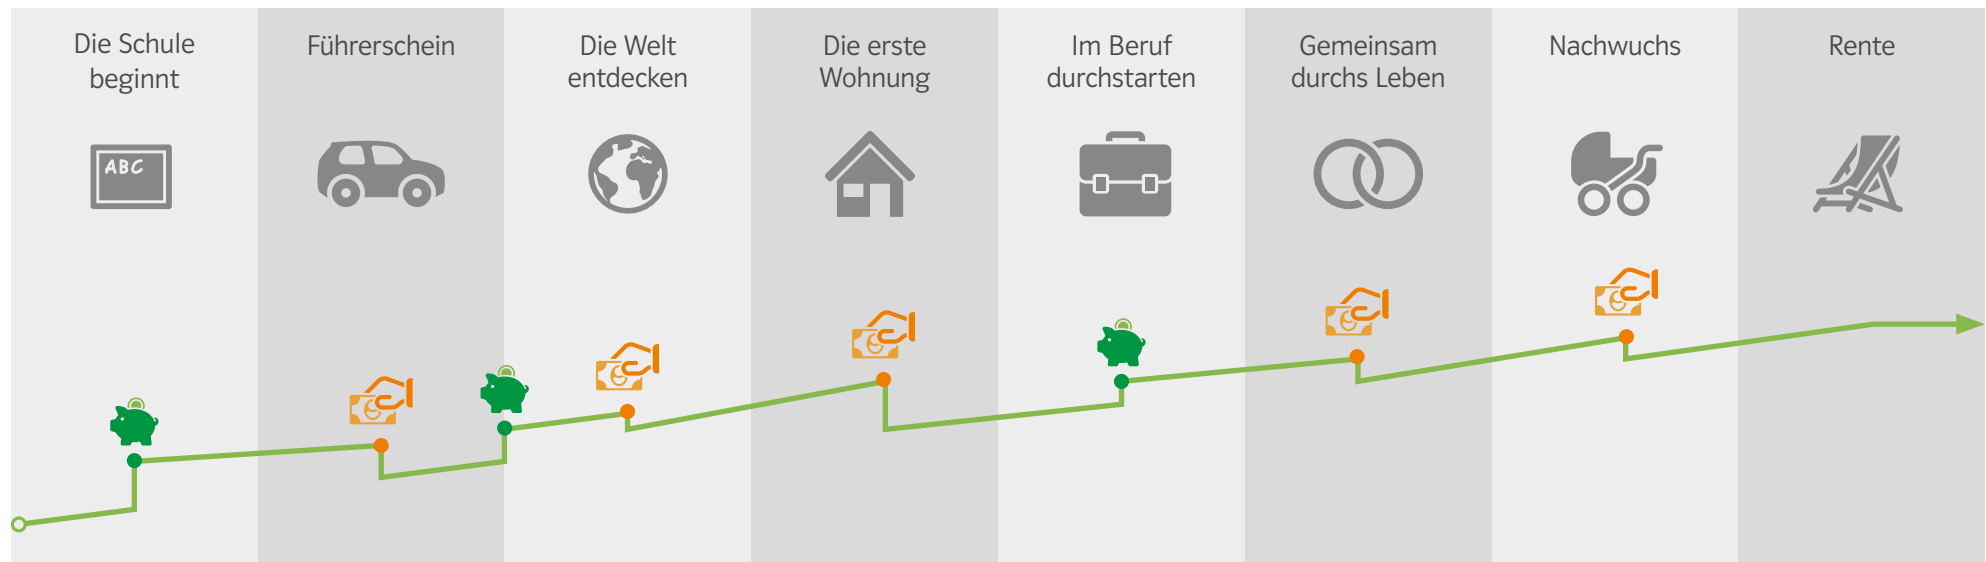 Die Schule
beginnt
Führerschein
Die Welt
entdecken
Die erste
Wohnung
Im Beruf
durchstarten
Gemeinsam
durchs Leben
Nachwuchs
Rente
ABC